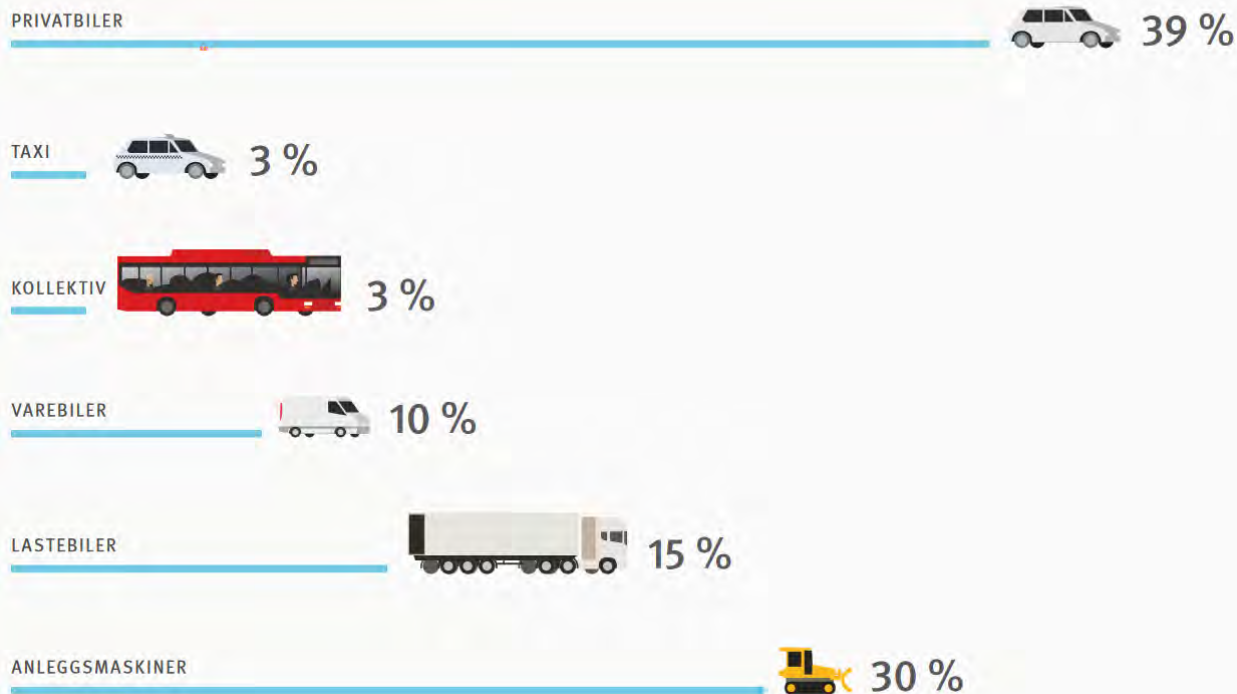 PRIVATBILER
39 %
TAXI
3 %
KOLLEKTIV
3 %
VAREBILER
10 %
LASTEBILER
15 %
ANLEGGSMASKINER
30 %